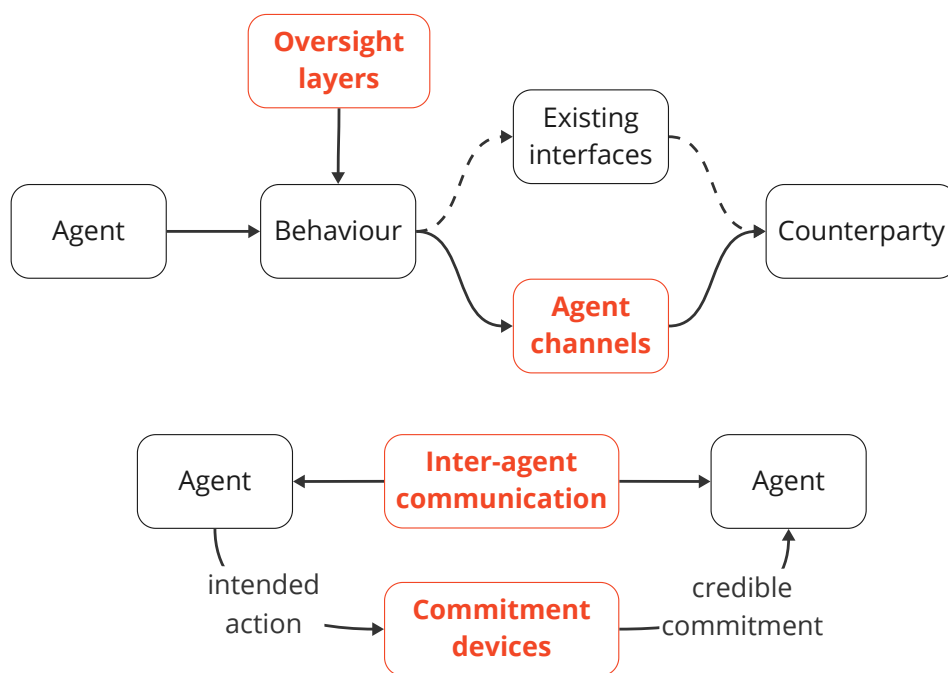 Oversight
layers
Existing
interfaces
Agent
Behaviour
Counterparty
Agent
channels
Agent
Inter-agent
communication
Agent
intended
action
Commitment
devices
credible
commitment